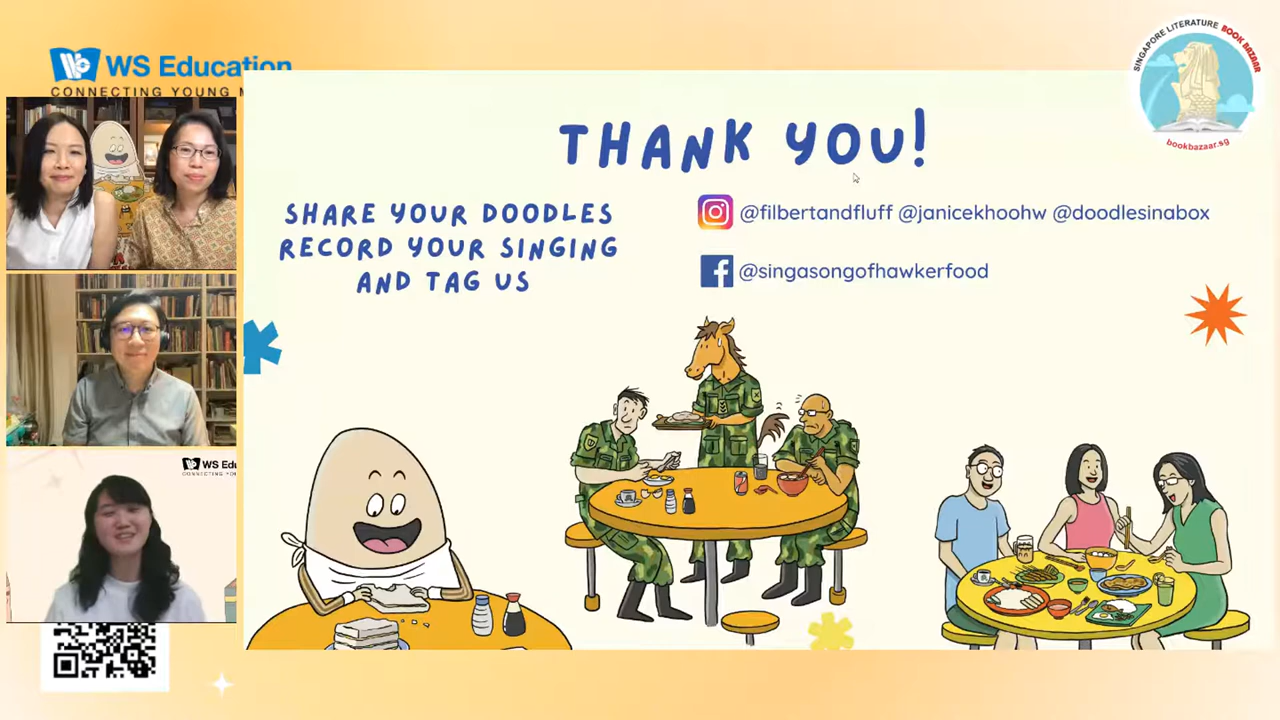 WS Education
CONNECTING YOUNG M
SINGAPORE LITERATURE BOOK BAZAAR
bookbazaar.sg
THANK YOU!
SHARE YOUR DOODLES
RECORD YOUR SINGING
AND TAG US
@filbertandfluff @janicekhoohw @doodlesinabox
@singasongofhawkerfood
WS Edu